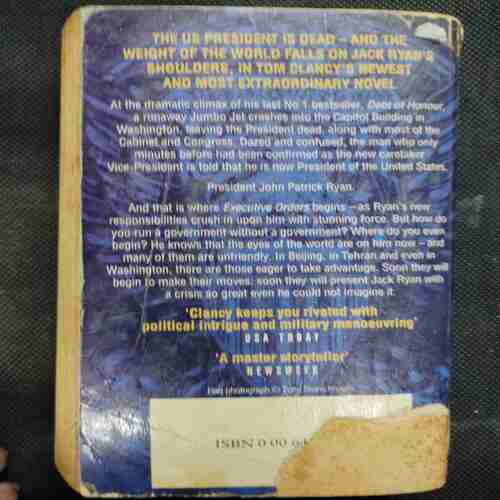 THE US PRESIDENT IS DEAD – AND THE
WEIGHT OF THE WORLD FALLS ON JACK RYAN'S
SHOULDERS, IN TOM CLANCY'S NEWEST
AND MOST EXTRAORDINARY NOVEL
At the dramatic climax of his last No 1 bestseller, Debt of Honour,
a runaway Jumbo Jet crashes into the Capitol Building in
Washington, leaving the President dead, along with most of the
Cabinet and Congress. Dazed and confused, the man who only
minutes before had been confirmed as the new caretaker
Vice-President is told that he is now President of the United States.
President John Patrick Ryan.
And that is where Executive Orders begins – as Ryan's new
responsibilities crush in upon him with stunning force. But how do
you run a government without a government? Where do you even
begin? He knows that the eyes of the world are on him now – and
many of them are unfriendly. In Beijing, in Tehran and even in
Washington, there are those eager to take advantage. Soon they will
begin to make their moves; soon they will present Jack Ryan with
a crisis so great even he could not imagine it.
'Clancy keeps you riveted with
political intrigue and military manoeuvring'
USA TODAY
'A master storyteller'
NEWSWEEK
photograph © Tony Stone Images
ISBN 0 00